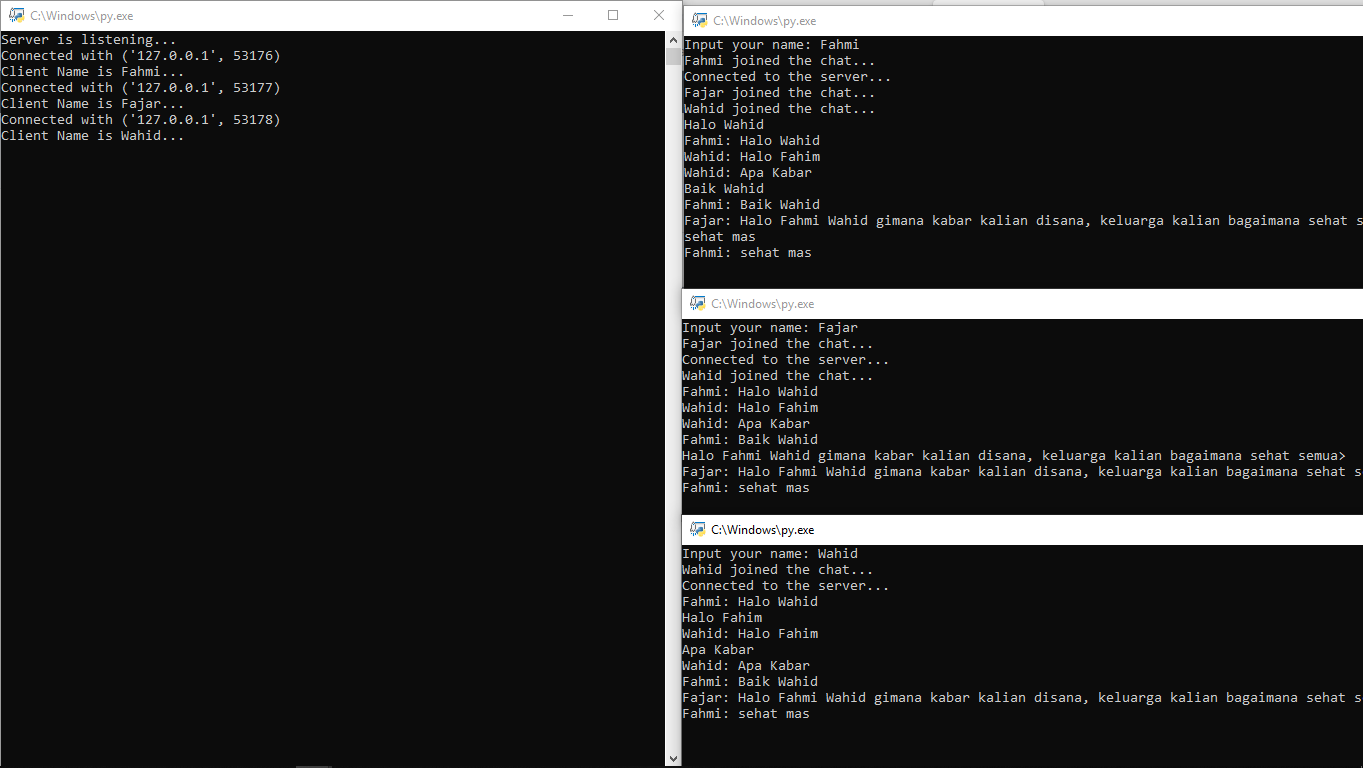 C:\Windows\py.exe
Server is listening...
Connected with ('127.0.0.1', 53176)
Client Name is Fahmi...
Connected with ('127.0.0.1', 53177)
Client Name is Fajar...
Connected with ('127.0.0.1', 53178)
Client Name is Wahid...
C:\Windows\py.exe
Input your name: Fahmi
Fahmi joined the chat...
Connected to the server...
Fajar joined the chat...
Wahid joined the chat...
Halo Wahid
Fahmi: Halo Wahid
Wahid: Halo Fahim
Wahid: Apa Kabar
Baik Wahid
Fahmi: Baik Wahid
Fajar: Halo Fahmi Wahid gimana kabar kalian disana, keluarga kalian bagaimana sehat s
sehat mas
Fahmi: sehat mas
C:\Windows\py.exe
Input your name: Fajar
Fajar joined the chat...
Connected to the server...
Wahid joined the chat...
Fahmi: Halo Wahid
Wahid: Halo Fahim
Wahid: Apa Kabar
Fahmi: Baik Wahid
Halo Fahmi Wahid gimana kabar kalian disana, keluarga kalian bagaimana sehat semua>
Fajar: Halo Fahmi Wahid gimana kabar kalian disana, keluarga kalian bagaimana sehat s
Fahmi: sehat mas
C:\Windows\py.exe
Input your name: Wahid
Wahid joined the chat...
Connected to the server...
Fahmi: Halo Wahid
Halo Fahim
Wahid: Halo Fahim
Apa Kabar
Wahid: Apa Kabar
Fahmi: Baik Wahid
Fajar: Halo Fahmi Wahid gimana kabar kalian disana, keluarga kalian bagaimana sehat s
Fahmi: sehat mas